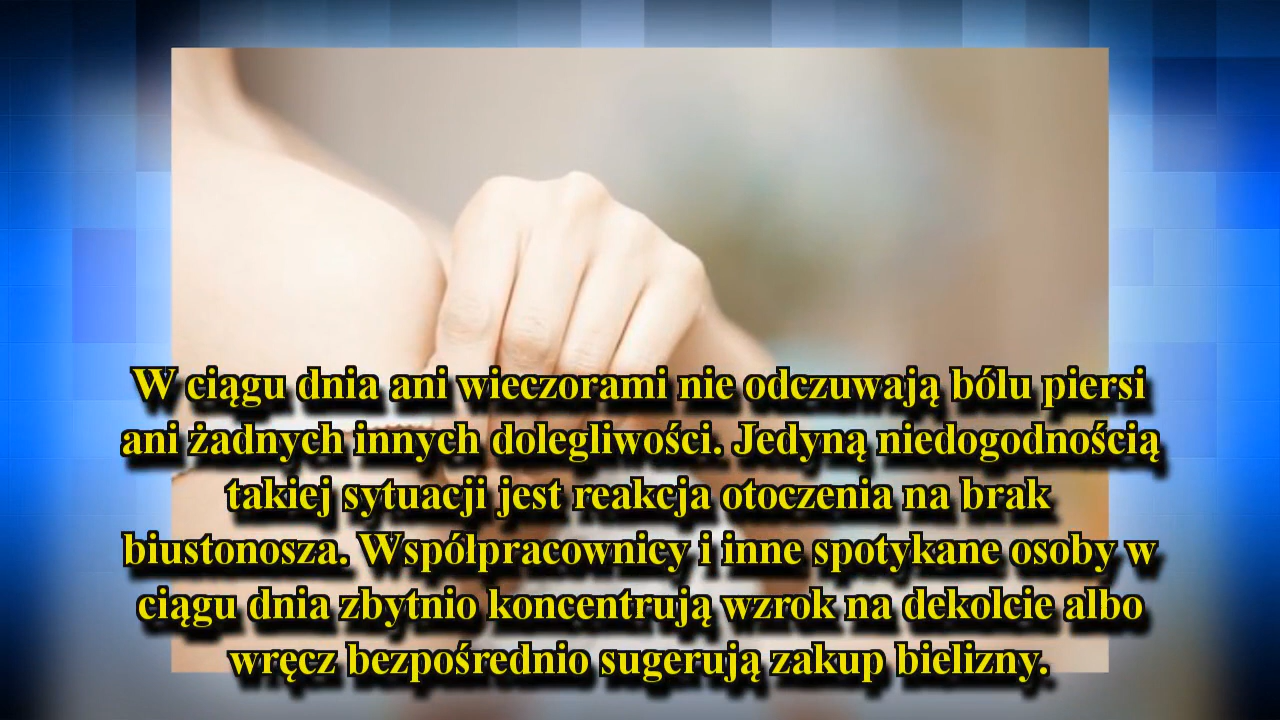 W ciągu dnia ani wieczorami nie odczuwają bólu piersi
ani żadnych innych dolegliwości. Jedyną niedogodnością
takiej sytuacji jest reakcja otoczenia na brak
biustonosza. Współpracownicy i inne spotykane osoby w
ciągu dnia zbytnio koncentrują wzrok na dekolcie albo
wręcz bezpośrednio sugerują zakup bielizny.